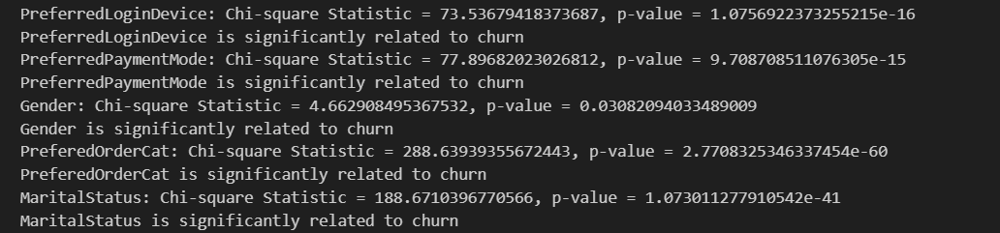 PreferredLoginDevice: Chi-square Statistic = 73.53679418373687, p-value = 1.0756922373255215e-16
PreferredLoginDevice is significantly related to churn
PreferredPaymentMode: Chi-square Statistic = 77.89682023026812, p-value = 9.708708511076305e-15
PreferredPaymentMode is significantly related to churn
Gender: Chi-square Statistic = 4.662908495367532, p-value = 0.03082094033489009
Gender is significantly related to churn
PreferedOrderCat: Chi-square Statistic = 288.63939355672443, p-value = 2.7708325346337454e-60
PreferedOrderCat is significantly related to churn
MaritalStatus: Chi-square Statistic = 188.6710396770566, p-value = 1.073011277910542e-41
MaritalStatus is significantly related to churn